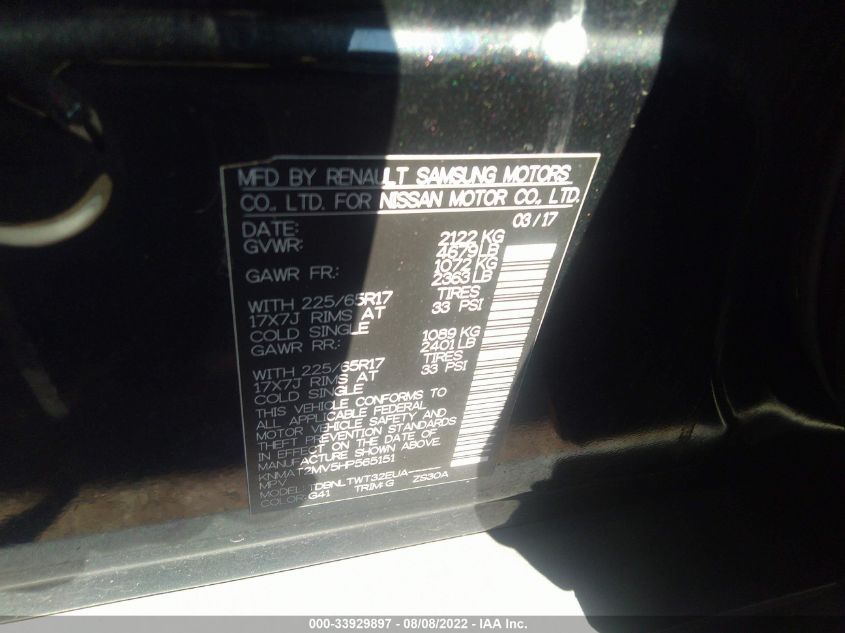 MFD BY RENAULT SAMSUNG MOTORS
CO., LTD. FOR NISSAN MOTOR CO., LTD.
DATE: 03/17
GVWR: 2122 KG
4679 LB
GAWR FR.: 1072 KG
2363 LB
WITH 225/65R17 TIRES
17X7J RIMS AT 33 PSI
COLD SINGLE
GAWR RR.: 1089 KG
2401 LB
WITH 225/65R17 TIRES
17X7J RIMS AT 33 PSI
COLD SINGLE
THIS VEHICLE CONFORMS TO
ALL APPLICABLE FEDERAL
MOTOR VEHICLE SAFETY AND
THEFT PREVENTION STANDARDS
IN EFFECT ON THE DATE OF
MANUFACTURE SHOWN ABOVE.
KNMAT2MV5HP565151
MPV
MODEL: TDBNLTWT32EUA-----
COLOR: G41 TRIM: G ZS30A
000-33929897 - 08/08/2022 - IAA Inc.